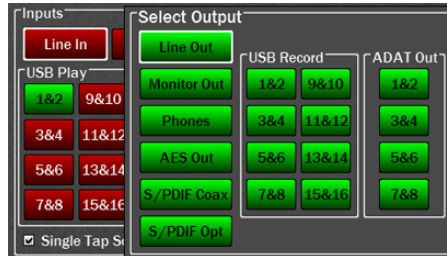 Inputs
Line In
USB Play
1&2 9&10
3&4 11&12
5&6 13&14
7&8 15&16
Single Tap
Select Output
Line Out
Monitor Out
Phones
AES Out
S/PDIF Coax
S/PDIF Opt
USB Record
1&2 9&10
3&4 11&12
5&6 13&14
7&8 15&16
ADAT Out
1&2
3&4
5&6
7&8